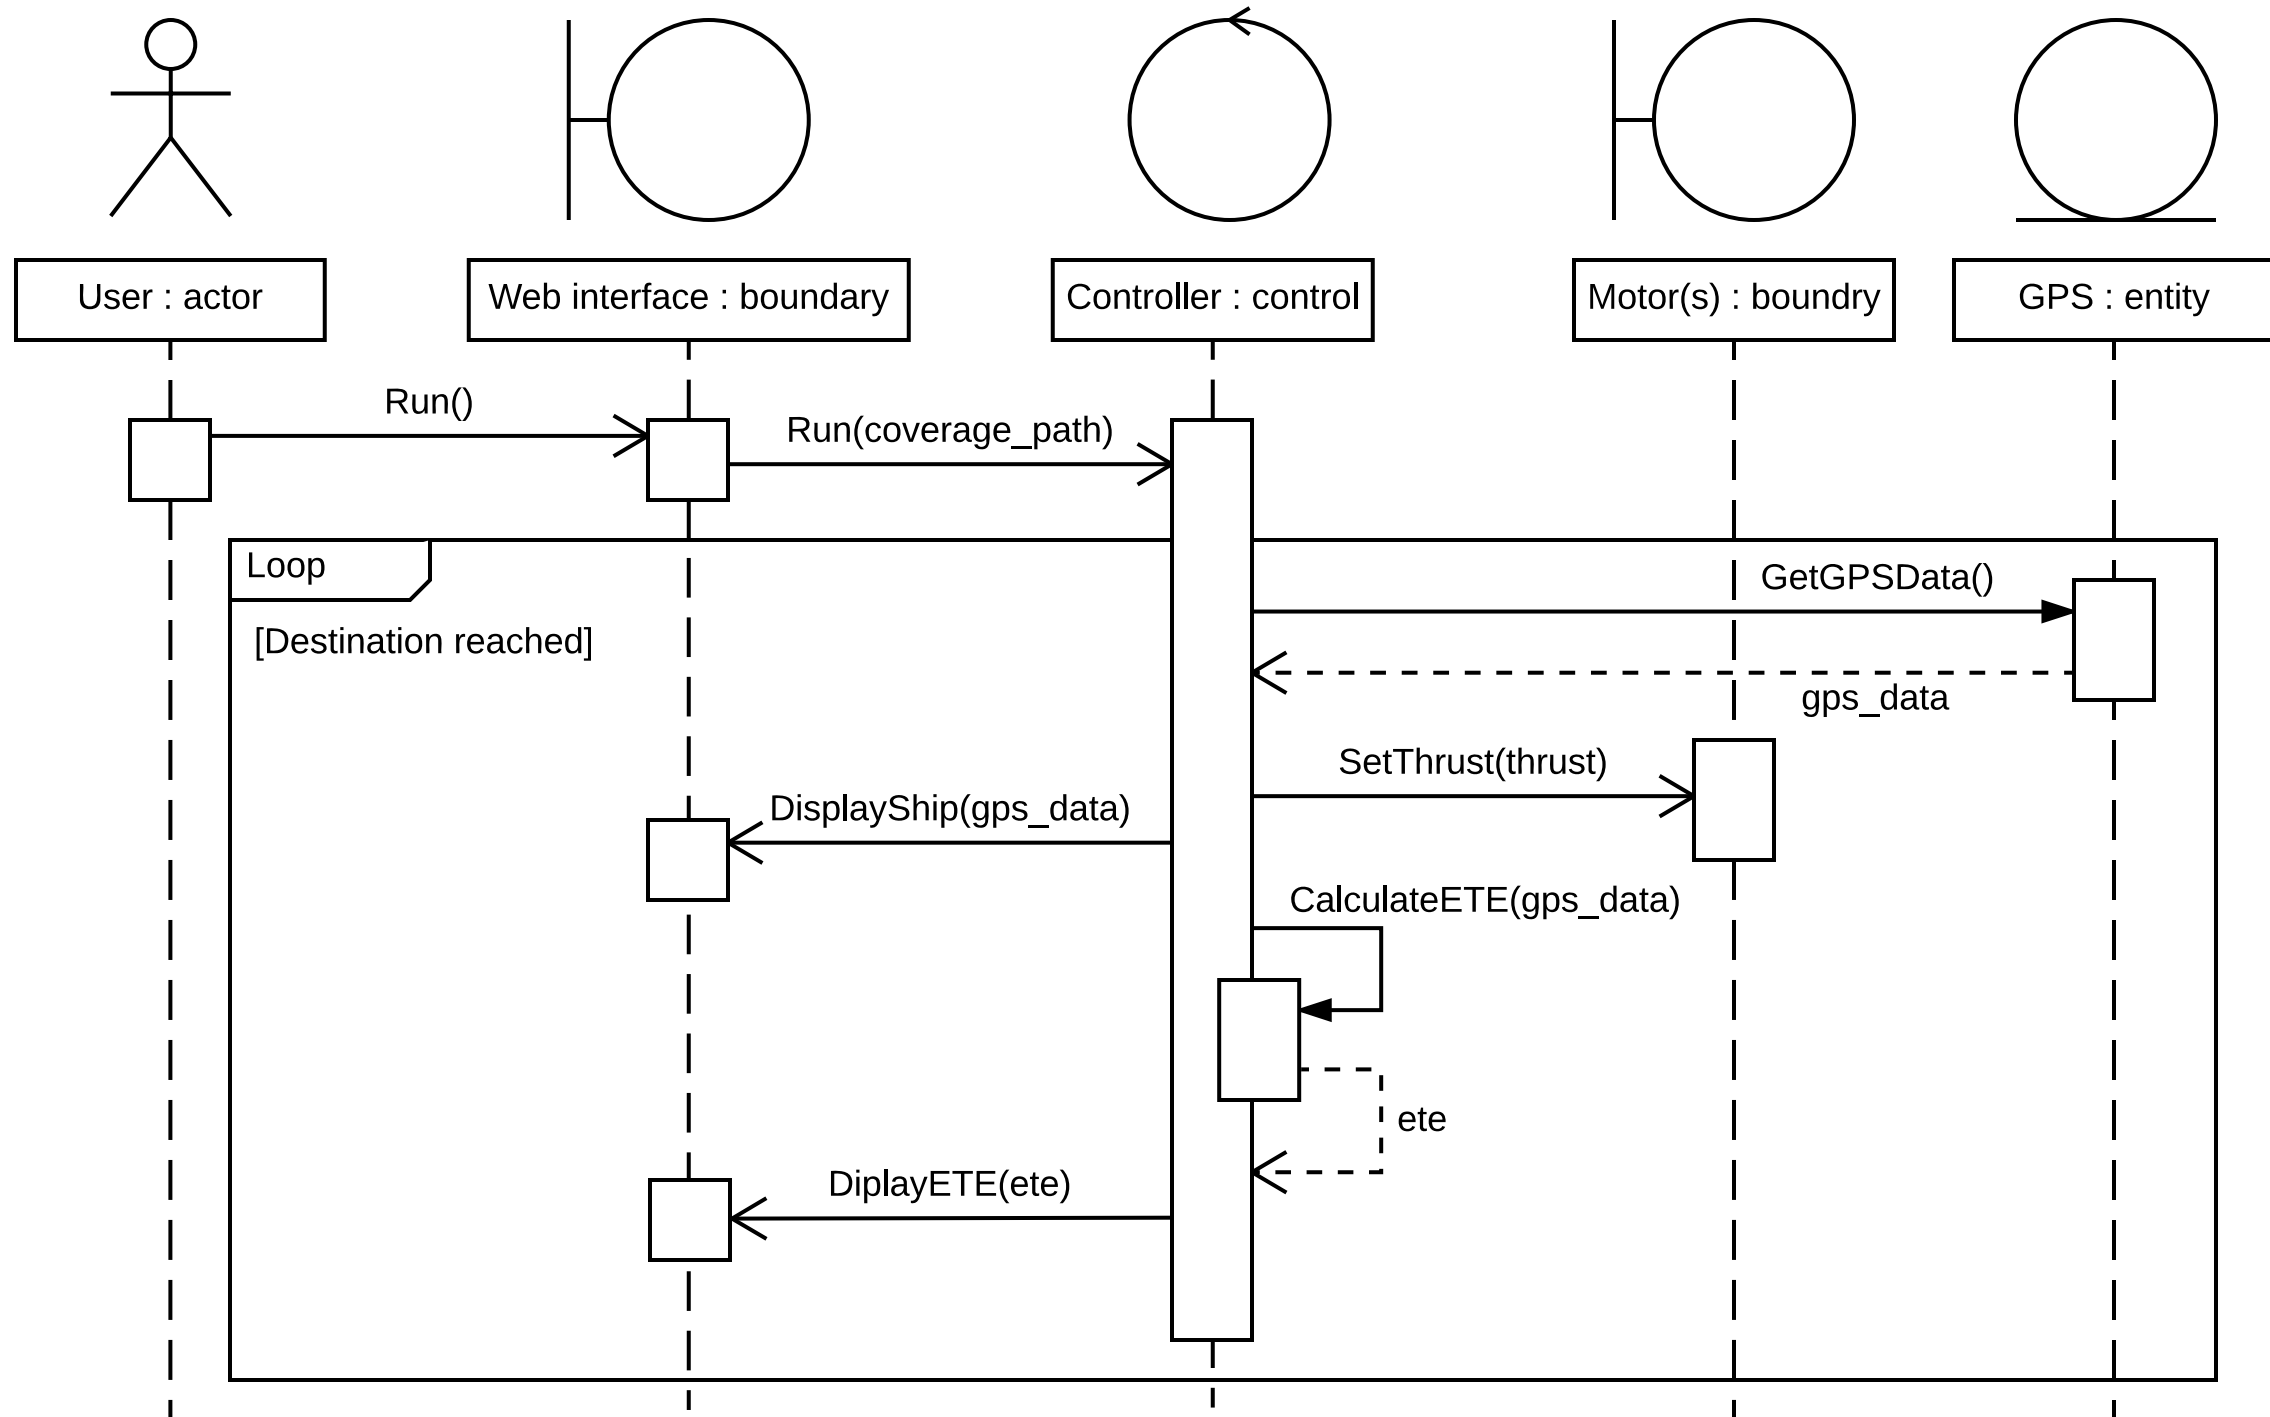 User : actor
Web interface : boundary
Controller : control
Motor(s) : boundry
GPS : entity
Run()
Run(coverage_path)
Loop
GetGPSData()
[Destination reached]
gps_data
SetThrust(thrust)
DisplayShip(gps_data)
CalculateETE(gps_data)
ete
DiplayETE(ete)